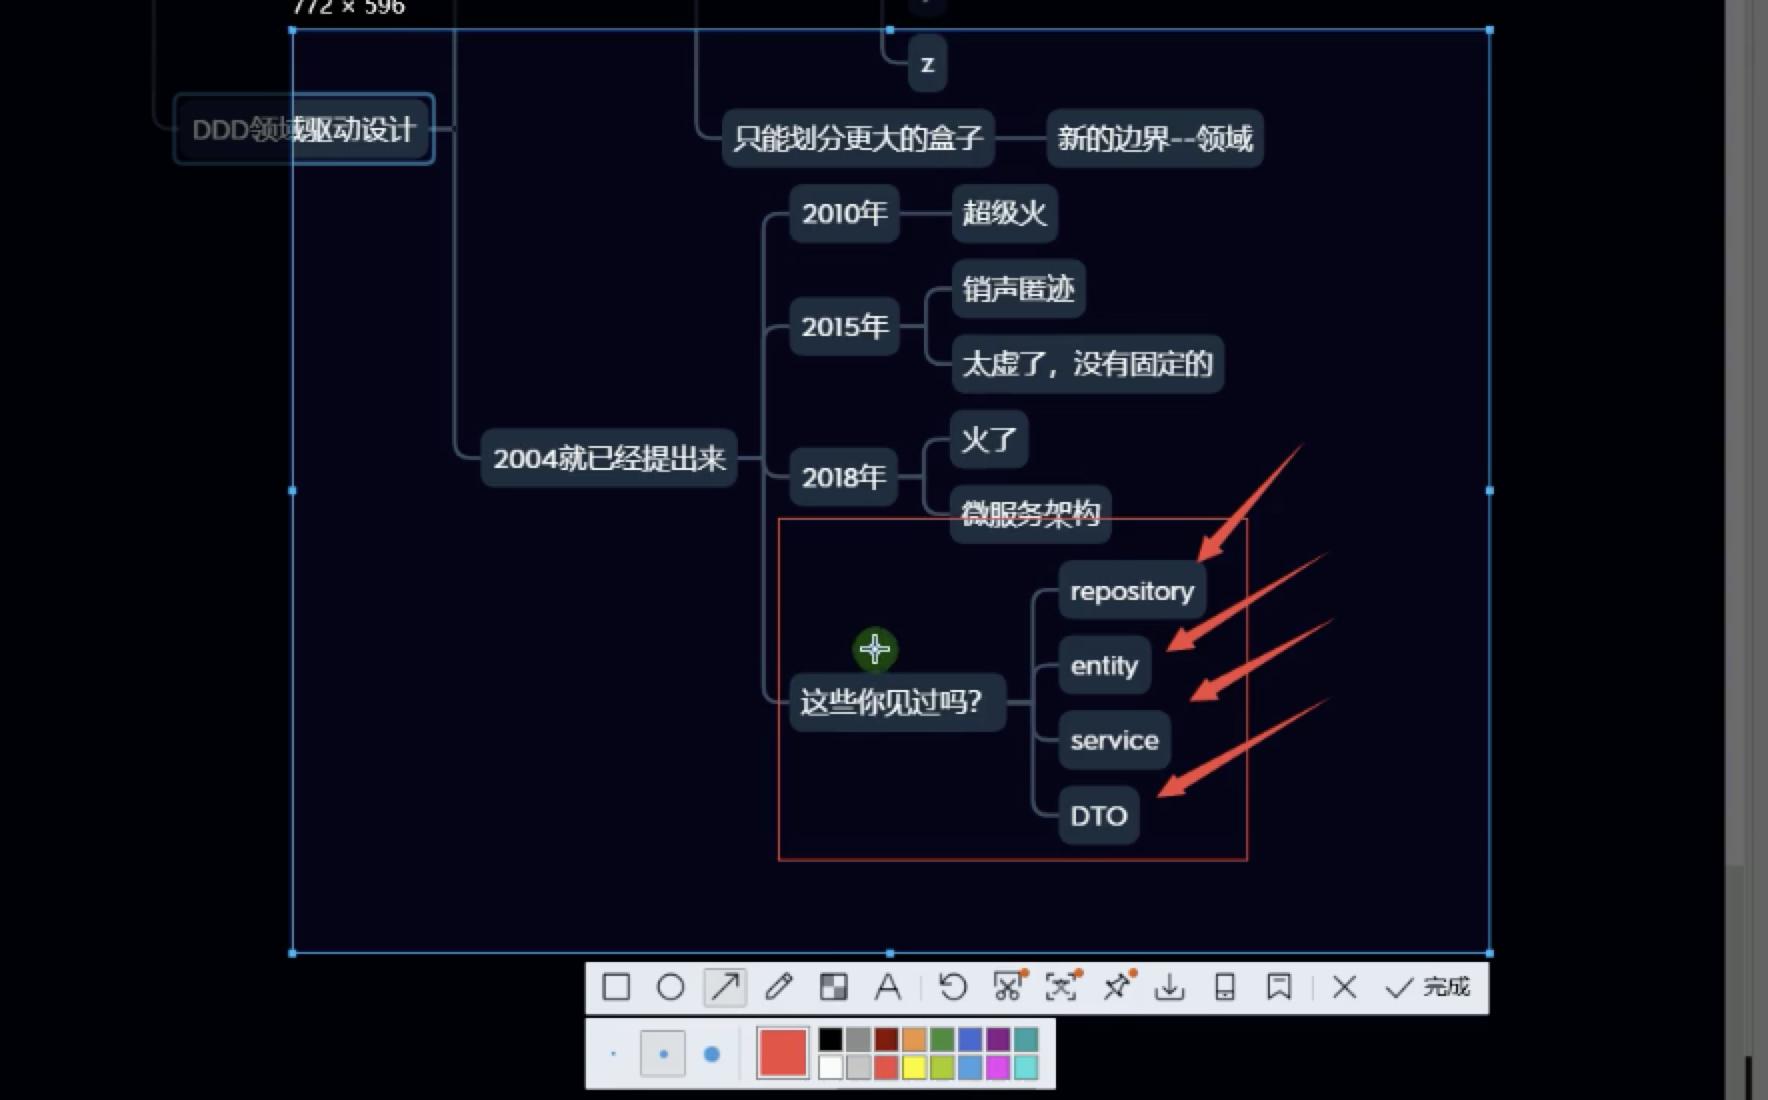 772 × 596
z
DDD领域驱动设计
只能划分更大的盒子
新的边界--领域
2010年
超级火
2015年
销声匿迹
太虚了，没有固定的
2004就已经提出来
2018年
火了
微服务架构
这些你见过吗？
repository
entity
service
DTO
完成